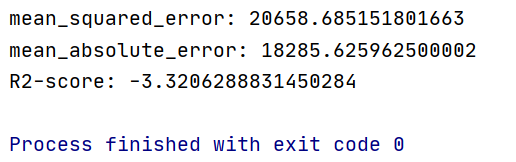 mean_squared_error: 20658.685151801663
mean_absolute_error: 18285.625962500002
R2-score: -3.3206288831450284
Process finished with exit code 0